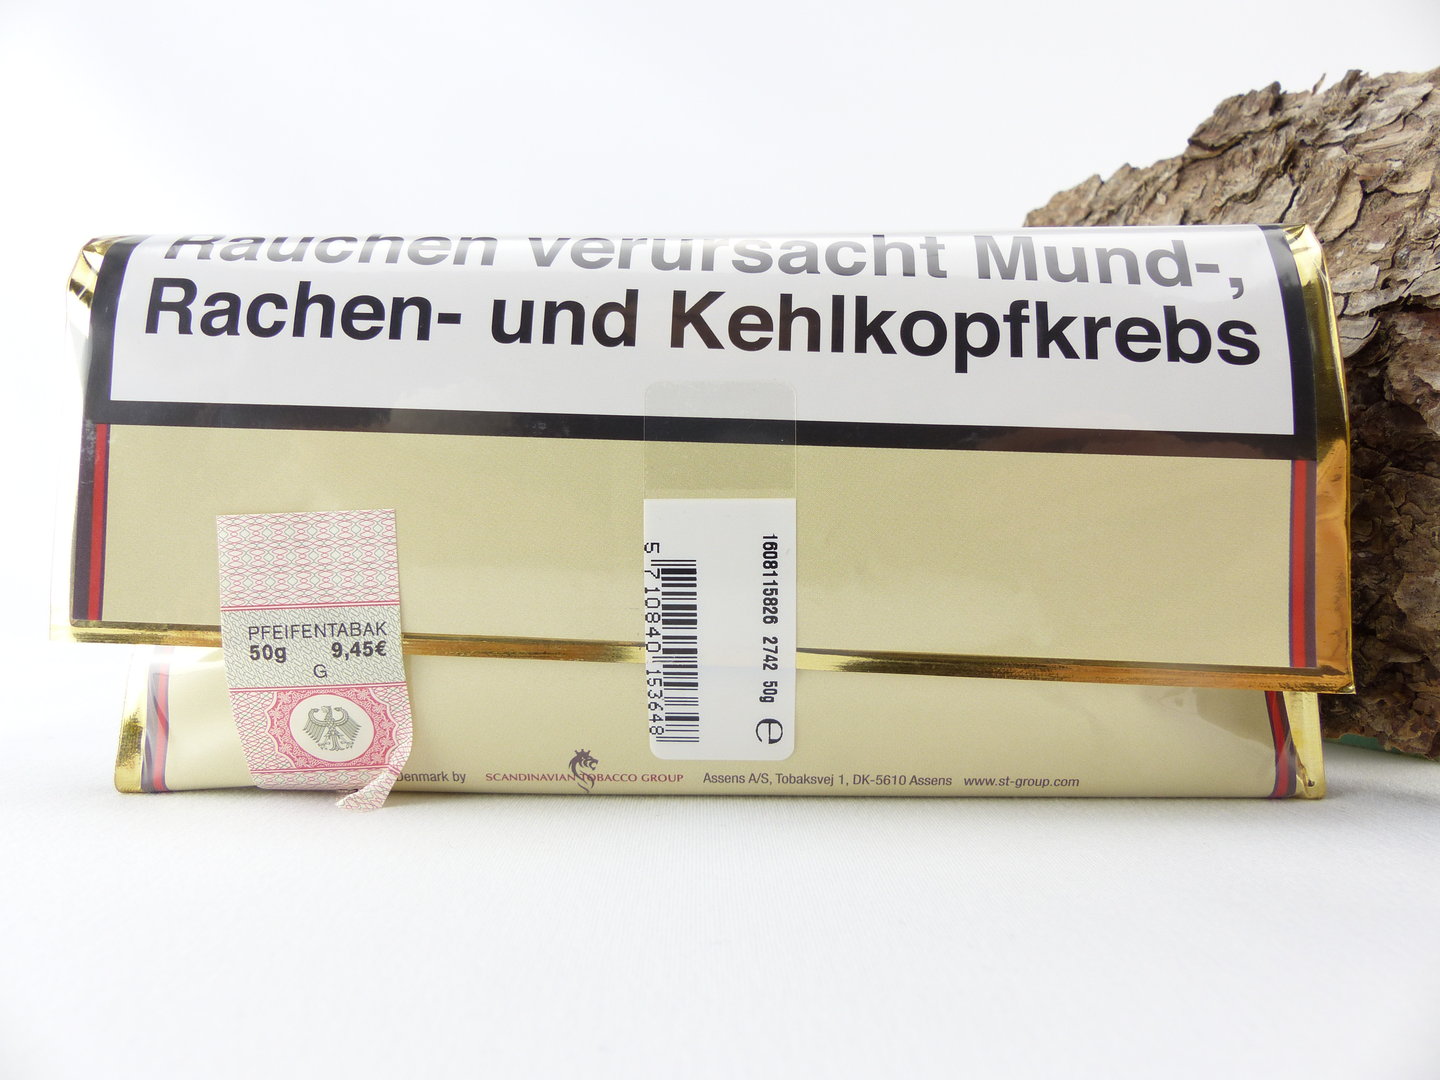 Rauchen verursacht Mund-,
Rachen- und Kehlkopfkrebs
PFEIFENTABAK
50g 9,45€
G
5 710840 153648
1608115826 2742 50g e
Denmark by SCANDINAVIAN TOBACCO GROUP Assens A/S, Tobaksvej 1, DK-5610 Assens www.st-group.com